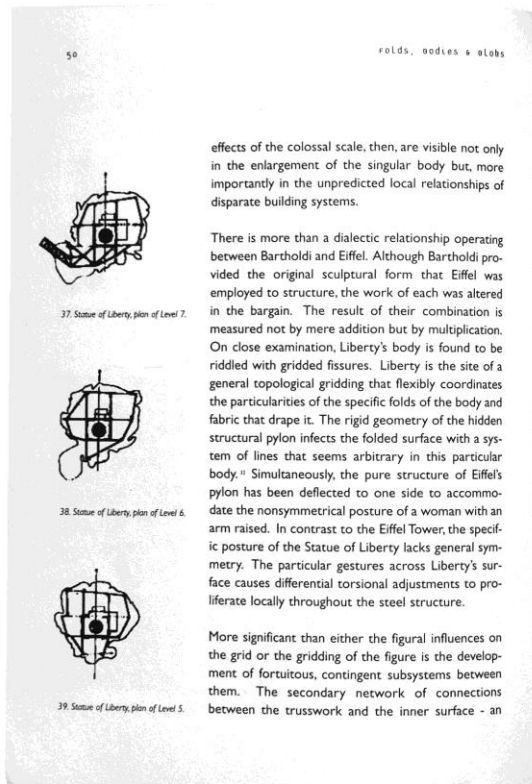 50
Folds, Bodies & Blobs
effects of the colossal scale, then, are visible not only
in the enlargement of the singular body but, more
importantly in the unpredicted local relationships of
disparate building systems.
There is more than a dialectic relationship operating
between Bartholdi and Eiffel. Although Bartholdi pro-
vided the original sculptural form that Eiffel was
employed to structure, the work of each was altered
in the bargain. The result of their combination is
measured not by mere addition but by multiplication.
On close examination, Liberty's body is found to be
riddled with gridded fissures. Liberty is the site of a
general topological gridding that flexibly coordinates
the particularities of the specific folds of the body and
fabric that drape it. The rigid geometry of the hidden
structural pylon infects the folded surface with a sys-
tem of lines that seems arbitrary in this particular
body. Simultaneously, the pure structure of Eiffel's
pylon has been deflected to one side to accommo-
date the nonsymmetrical posture of a woman with an
arm raised. In contrast to the Eiffel Tower, the specif-
ic posture of the Statue of Liberty lacks general sym-
metry. The particular gestures across Liberty's sur-
face causes differential torsional adjustments to pro-
liferate locally throughout the steel structure.
More significant than either the figural influences on
the grid or the gridding of the figure is the develop-
ment of fortuitous, contingent subsystems between
them. The secondary network of connections
between the trusswork and the inner surface - an
37. Statue of Liberty, plan of Level 7.
38. Statue of Liberty, plan of Level 6.
39. Statue of Liberty, plan of Level 5.